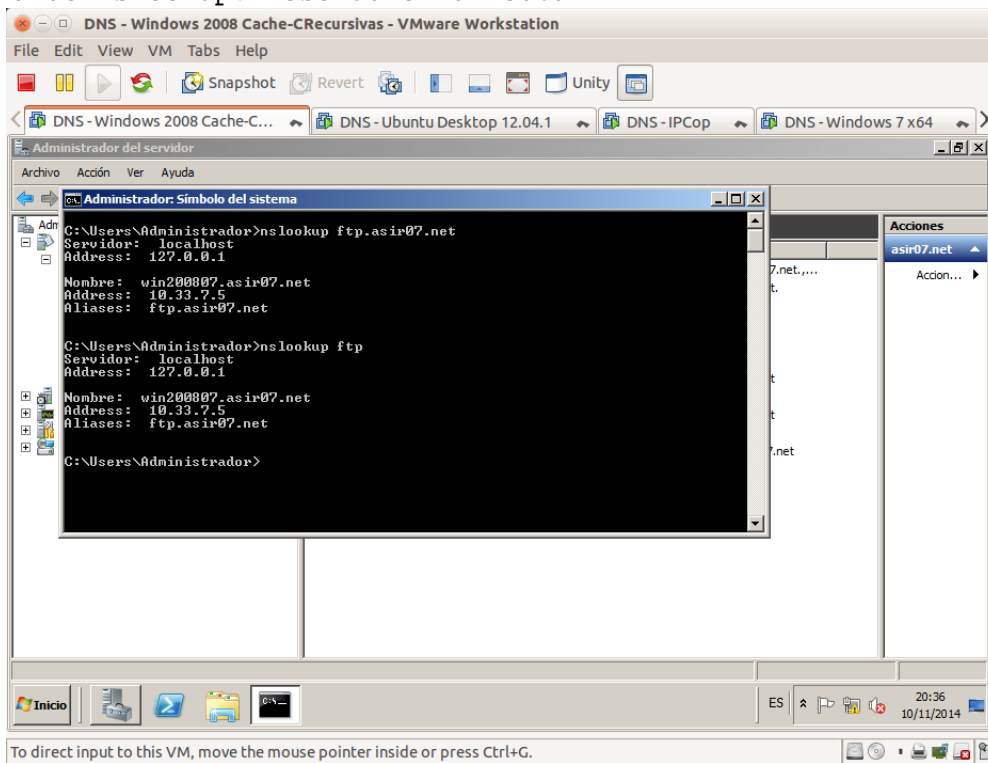 DNS - Windows 2008 Cache-CRecursivas - VMware Workstation
File Edit View VM Tabs Help
Snapshot Revert Unity
DNS - Windows 2008 Cache-C... DNS - Ubuntu Desktop 12.04.1 DNS - IPCop DNS - Windows 7 x64
Administrador del servidor
Archivo Acción Ver Ayuda
Administrador: Símbolo del sistema
Adm
Acciones
asir07.net
Accion...
7.net.,...
t.
t
t
7.net
C:\Users\Administrador>nslookup ftp.asir07.net
Servidor: localhost
Address: 127.0.0.1
Nombre: win200807.asir07.net
Address: 10.33.7.5
Aliases: ftp.asir07.net
C:\Users\Administrador>nslookup ftp
Servidor: localhost
Address: 127.0.0.1
Nombre: win200807.asir07.net
Address: 10.33.7.5
Aliases: ftp.asir07.net
C:\Users\Administrador>
Inicio
ES
20:36
10/11/2014
To direct input to this VM, move the mouse pointer inside or press Ctrl+G.